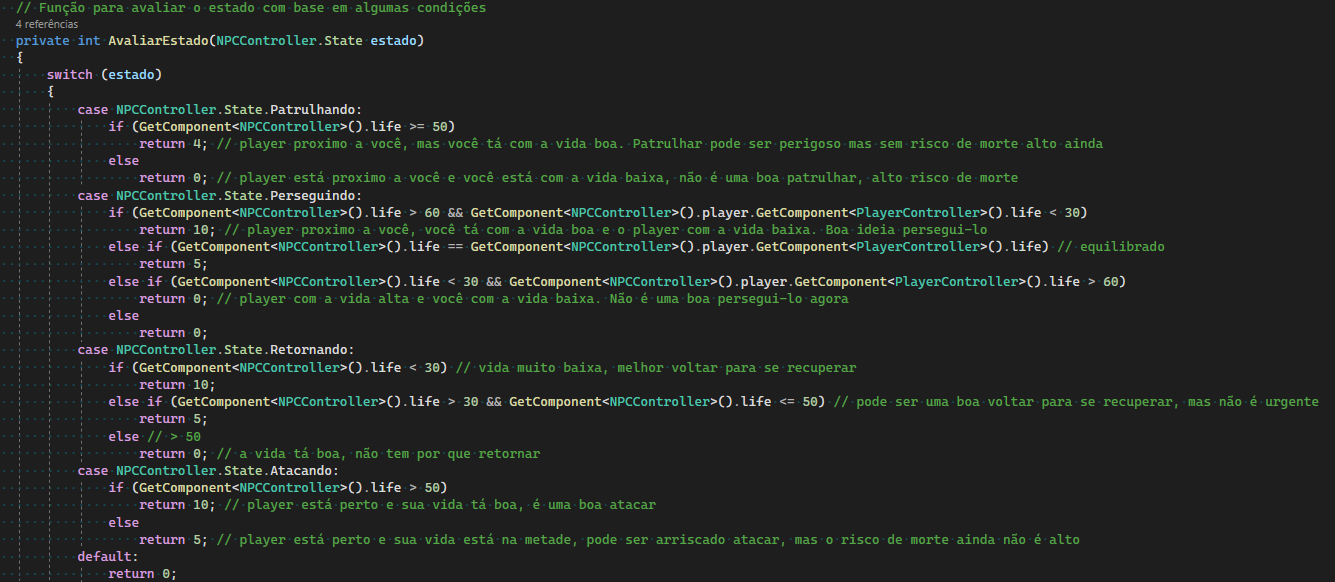 // Função para avaliar o estado com base em algumas condições
4 referências
private int AvaliarEstado(NPCController.State estado)
{
switch (estado)
{
case NPCController.State.Patrulhando:
if (GetComponent<NPCController>().life >= 50)
return 4; // player proximo a você, mas você tá com a vida boa. Patrulhar pode ser perigoso mas sem risco de morte alto ainda
else
return 0; // player está proximo a você e você está com a vida baixa, não é uma boa patrulhar, alto risco de morte
case NPCController.State.Perseguindo:
if (GetComponent<NPCController>().life > 60 && GetComponent<NPCController>().player.GetComponent<PlayerController>().life < 30)
return 10; // player proximo a você, você tá com a vida boa e o player com a vida baixa. Boa ideia persegui-lo
else if (GetComponent<NPCController>().life == GetComponent<NPCController>().player.GetComponent<PlayerController>().life) // equilibrado
return 5;
else if (GetComponent<NPCController>().life < 30 && GetComponent<NPCController>().player.GetComponent<PlayerController>().life > 60)
return 0; // player com a vida alta e você com a vida baixa. Não é uma boa persegui-lo agora
else
return 0;
case NPCController.State.Retornando:
if (GetComponent<NPCController>().life < 30) // vida muito baixa, melhor voltar para se recuperar
return 10;
else if (GetComponent<NPCController>().life > 30 && GetComponent<NPCController>().life <= 50) // pode ser uma boa voltar para se recuperar, mas não é urgente
return 5;
else // > 50
return 0; // a vida tá boa, não tem por que retornar
case NPCController.State.Atacando:
if (GetComponent<NPCController>().life > 50)
return 10; // player está perto e sua vida tá boa, é uma boa atacar
else
return 5; // player está perto e sua vida está na metade, pode ser arriscado atacar, mas o risco de morte ainda não é alto
default:
return 0;